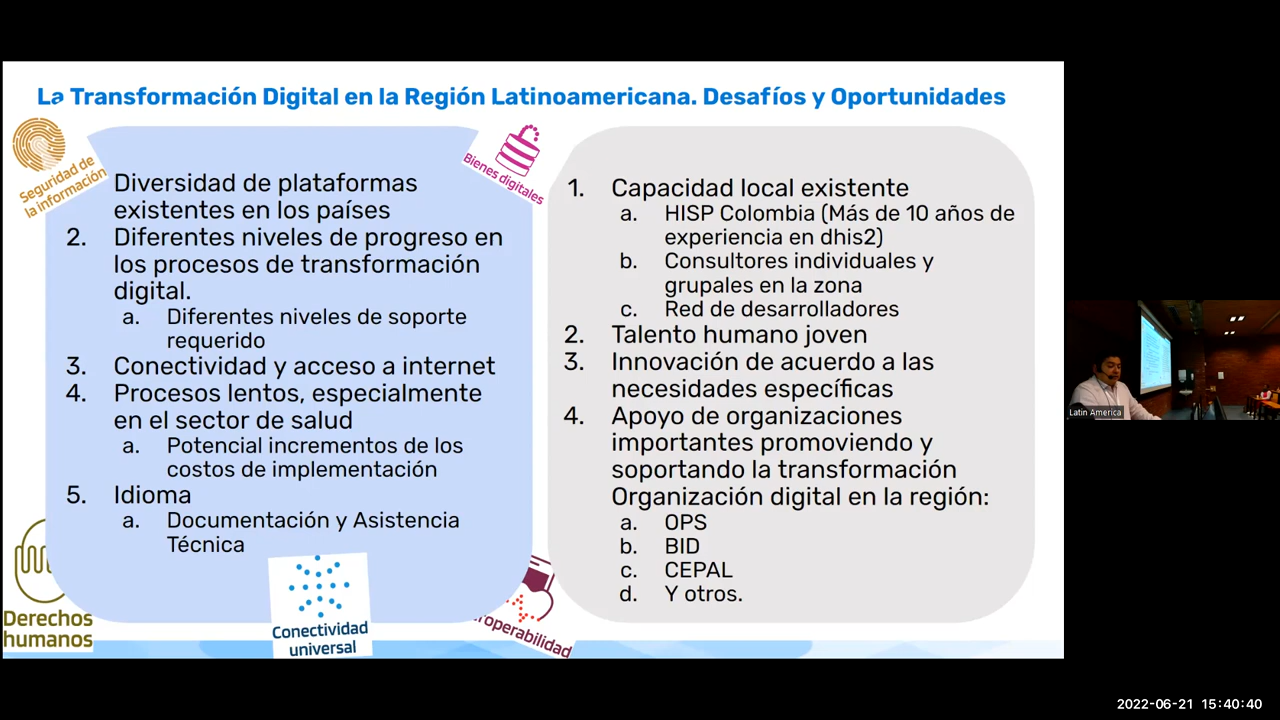 La Transformación Digital en la Región Latinoamericana. Desafíos y Oportunidades
Seguridad de
la información
Bienes digitales
Diversidad de plataformas
existentes en los países
2. Diferentes niveles de progreso en
los procesos de transformación
digital.
a. Diferentes niveles de soporte
requerido
3. Conectividad y acceso a internet
4. Procesos lentos, especialmente
en el sector de salud
a. Potencial incrementos de los
costos de implementación
5. Idioma
a. Documentación y Asistencia
Técnica
Derechos
humanos
Conectividad
universal
roperabilidad
1. Capacidad local existente
a. HISP Colombia (Más de 10 años de
experiencia en dhis2)
b. Consultores individuales y
grupales en la zona
c. Red de desarrolladores
2. Talento humano joven
3. Innovación de acuerdo a las
necesidades específicas
4. Apoyo de organizaciones
importantes promoviendo y
soportando la transformación
Organización digital en la región:
a. OPS
b. BID
c. CEPAL
d. Y otros.
Latin America
2022-06-21 15:40:40